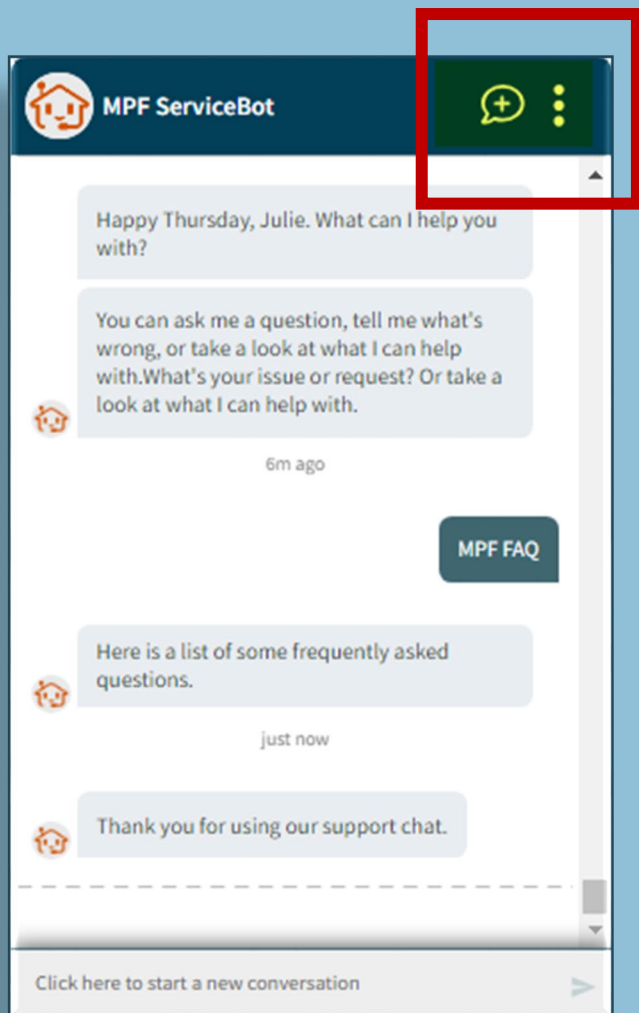 MPF ServiceBot
Happy Thursday, Julie. What can I help you
with?
You can ask me a question, tell me what's
wrong, or take a look at what I can help
with.What's your issue or request? Or take a
look at what I can help with.
6m ago
MPF FAQ
Here is a list of some frequently asked
questions.
just now
Thank you for using our support chat.
Click here to start a new conversation